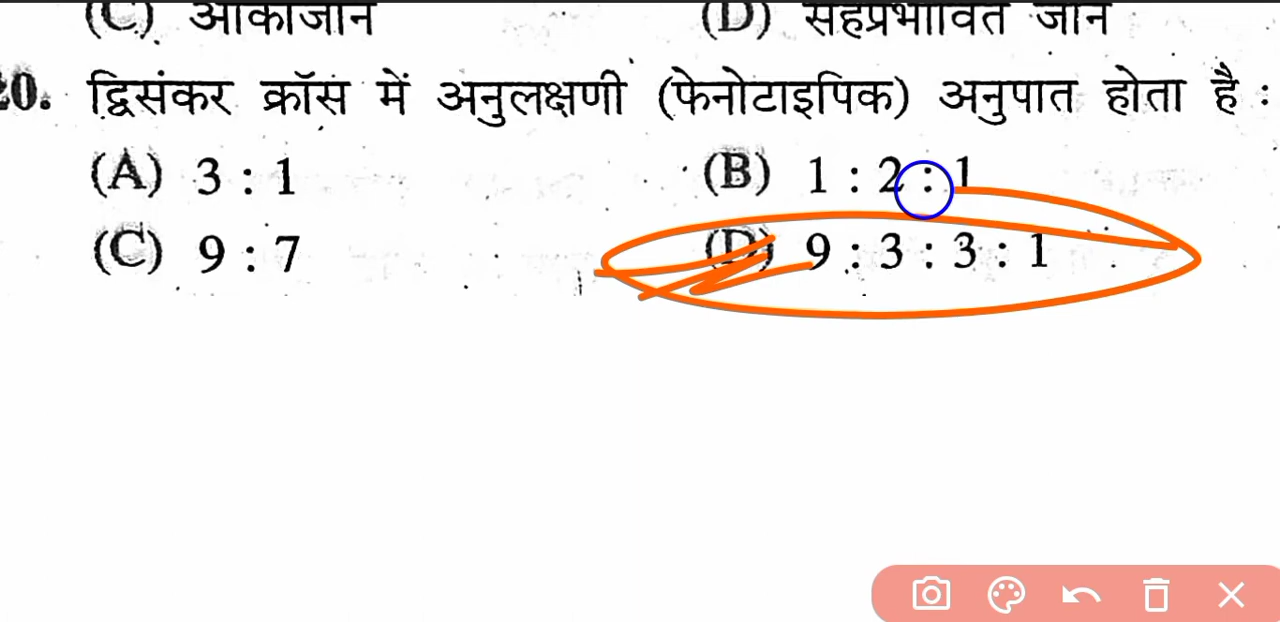 (C) ऑंकोजीन (D) सहप्रभावित जीन
20. द्विसंकर क्रॉस में अनुलक्षणी (फेनोटाइपिक) अनुपात होता है :
(A) 3 : 1 (B) 1 : 2 : 1
(C) 9 : 7 (D) 9 : 3 : 3 : 1